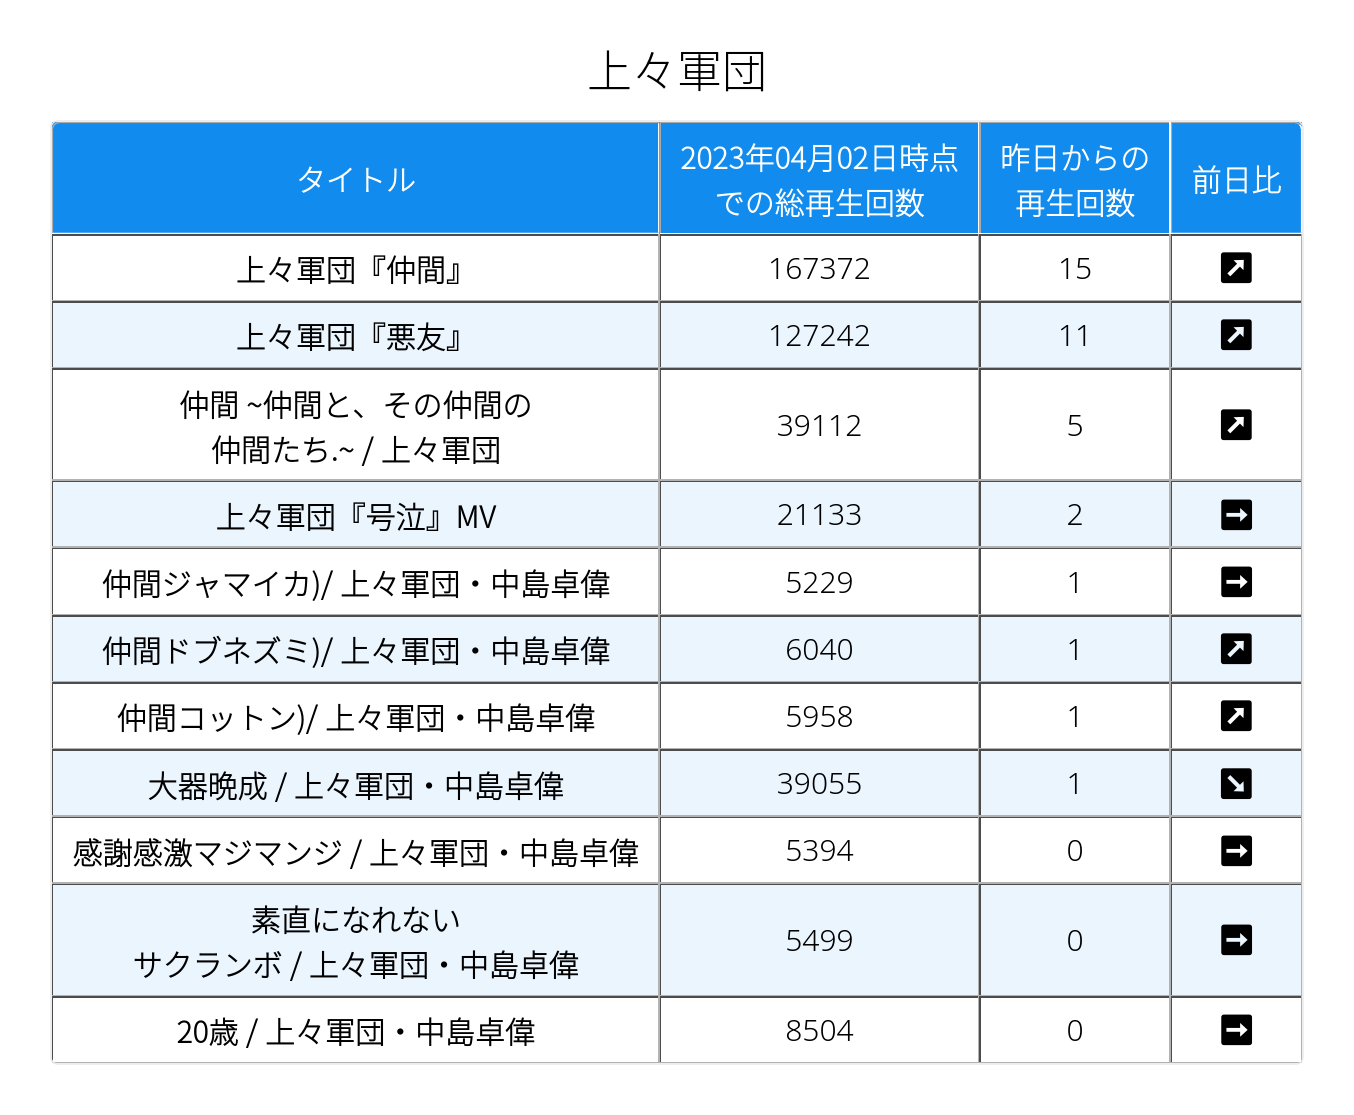 上々軍団
タイトル
2023年04月02日時点
での総再生回数
昨日からの
再生回数
前日比
上々軍団『仲間』
167372
15
上々軍団『悪友』
127242
11
仲間 ~仲間と、その仲間の
仲間たち.~ / 上々軍団
39112
5
上々軍団『号泣』MV
21133
2
仲間ジャマイカ)/ 上々軍団・中島卓偉
5229
1
仲間ドブネズミ)/ 上々軍団・中島卓偉
6040
1
仲間コットン)/ 上々軍団・中島卓偉
5958
1
大器晩成 / 上々軍団・中島卓偉
39055
1
感謝感激マジマンジ / 上々軍団・中島卓偉
5394
0
素直になれない
サクランボ / 上々軍団・中島卓偉
5499
0
20歳 / 上々軍団・中島卓偉
8504
0